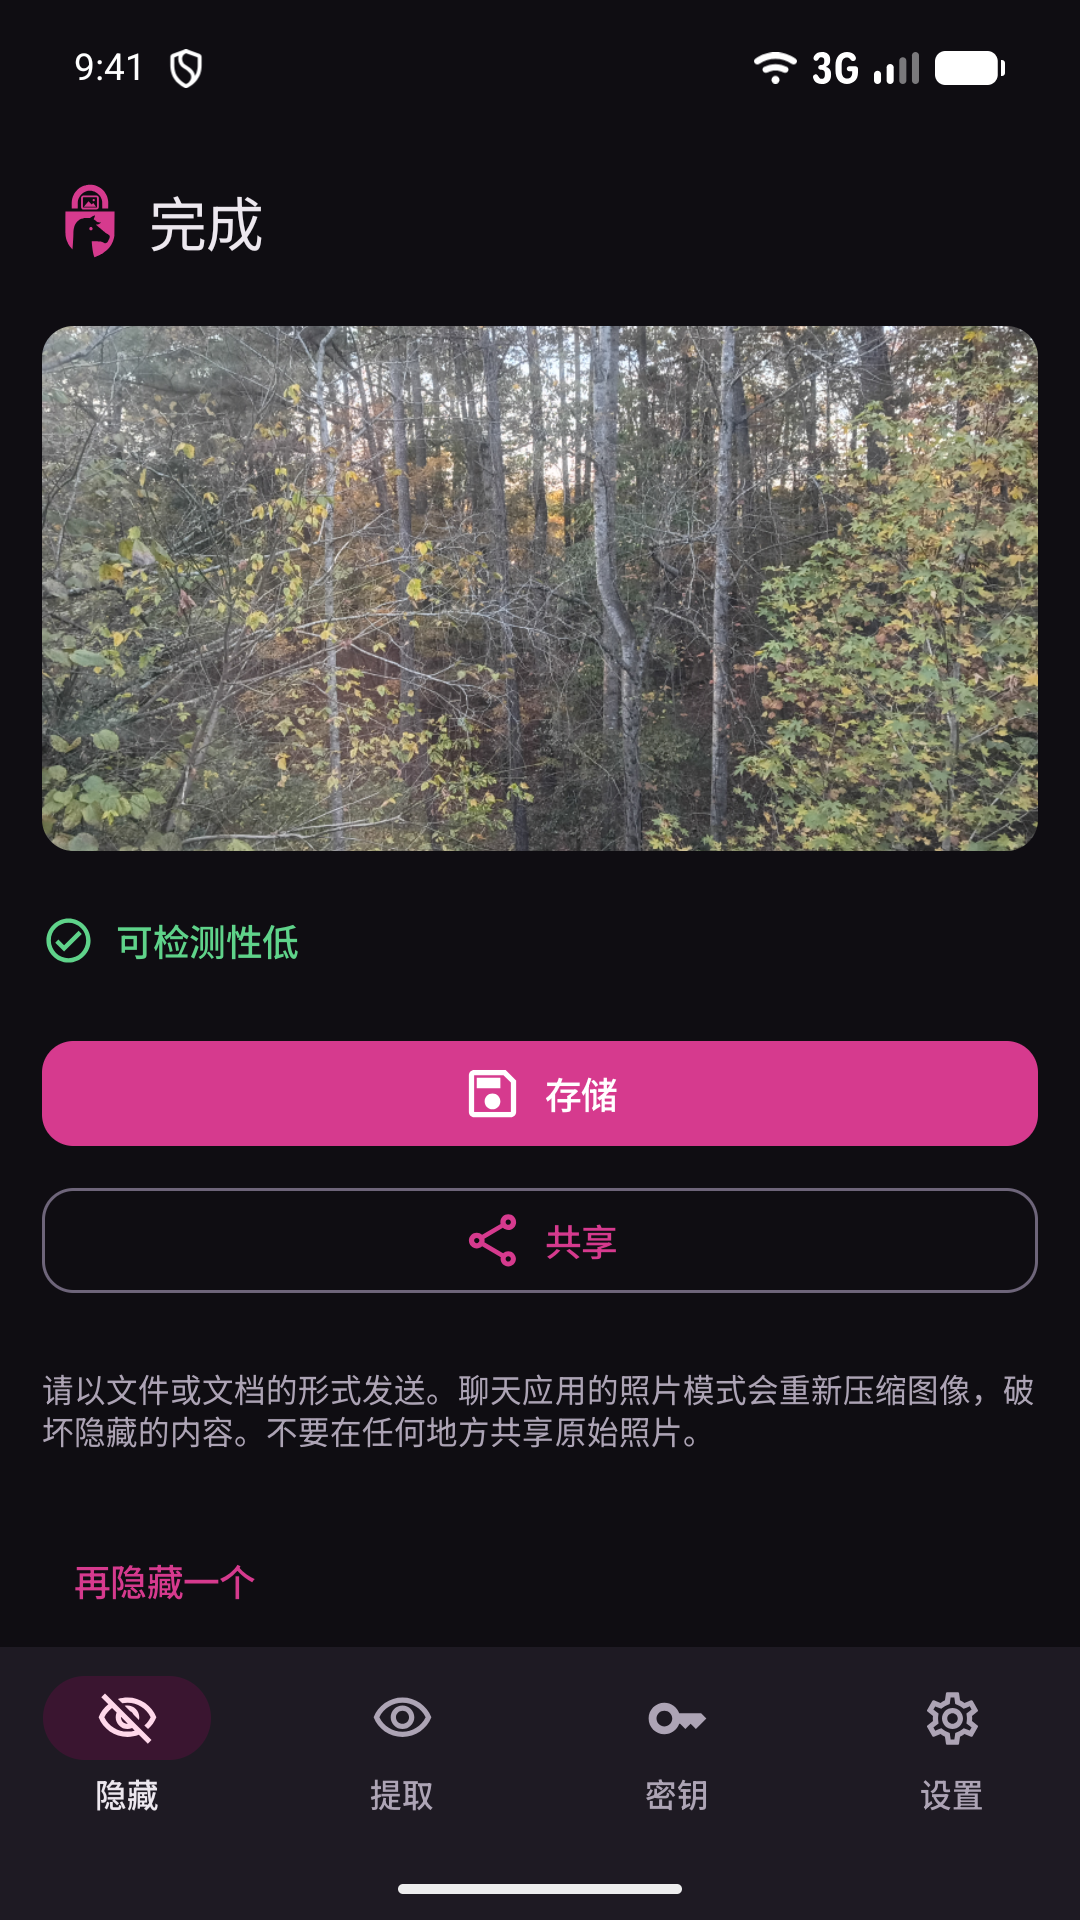 9:41
3G
完成
可检测性低
存储
共享
请以文件或文档的形式发送。聊天应用的照片模式会重新压缩图像，破
坏隐藏的内容。不要在任何地方共享原始照片。
再隐藏一个
隐藏
提取
密钥
设置